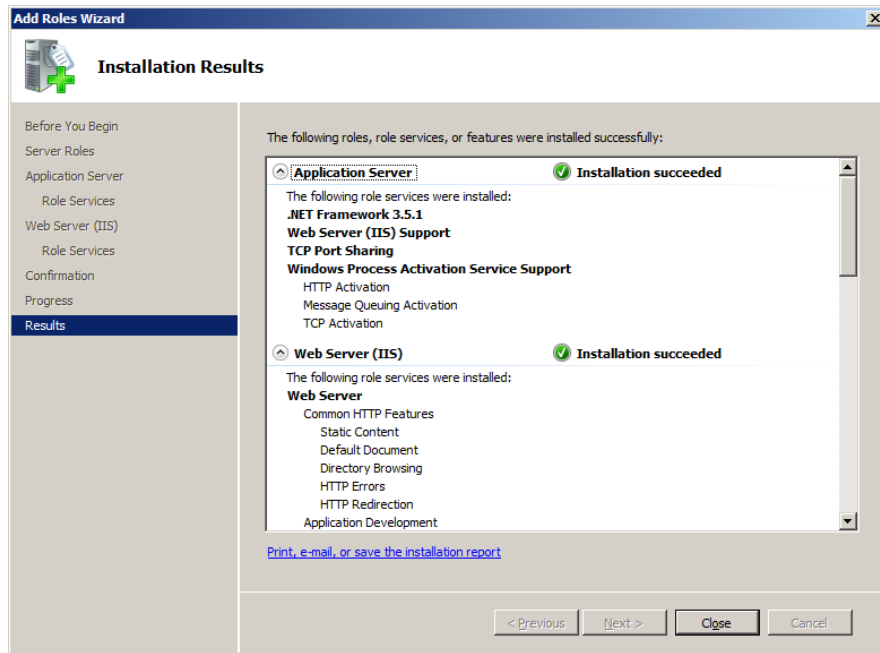 Add Roles Wizard
Installation Results
Before You Begin
Server Roles
Application Server
Role Services
Web Server (IIS)
Role Services
Confirmation
Progress
Results
The following roles, role services, or features were installed successfully:
Application Server Installation succeeded
The following role services were installed:
.NET Framework 3.5.1
Web Server (IIS) Support
TCP Port Sharing
Windows Process Activation Service Support
HTTP Activation
Message Queuing Activation
TCP Activation
Web Server (IIS) Installation succeeded
The following role services were installed:
Web Server
Common HTTP Features
Static Content
Default Document
Directory Browsing
HTTP Errors
HTTP Redirection
Application Development
Print, e-mail, or save the installation report
< Previous Next > Close Cancel